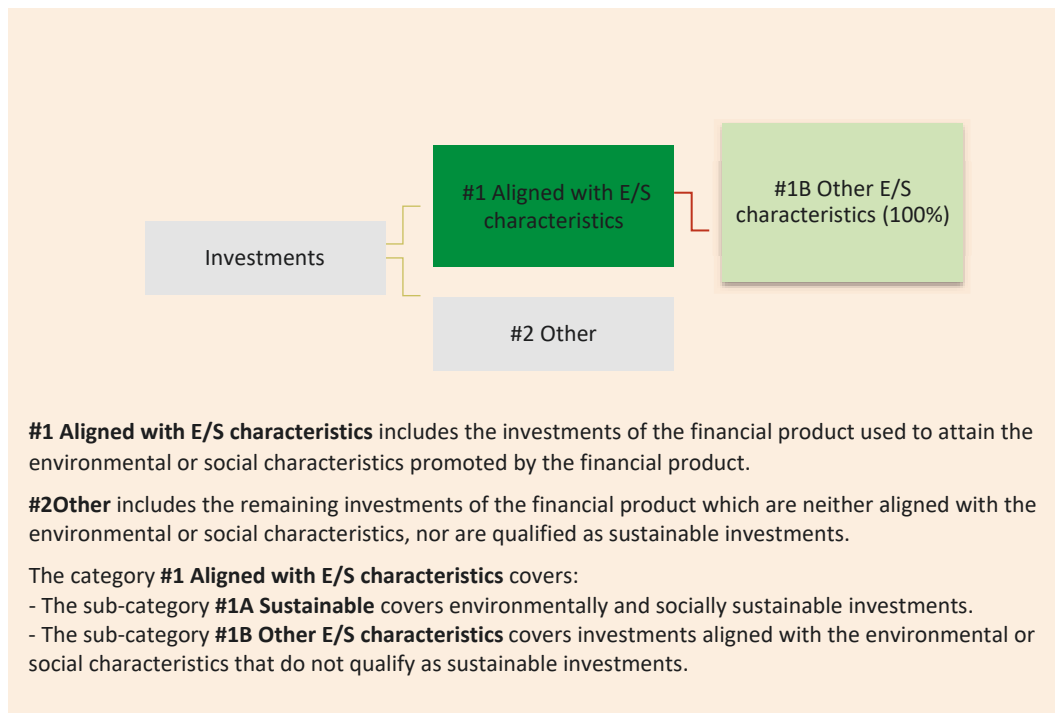 #1 Aligned with E/S
characteristics
#1B Other E/S
characteristics (100%)
Investments
#2 Other
#1 Aligned with E/S characteristics includes the investments of the financial product used to attain the
environmental or social characteristics promoted by the financial product.
#2Other includes the remaining investments of the financial product which are neither aligned with the
environmental or social characteristics, nor are qualified as sustainable investments.
The category #1 Aligned with E/S characteristics covers:
- The sub-category #1A Sustainable covers environmentally and socially sustainable investments.
- The sub-category #1B Other E/S characteristics covers investments aligned with the environmental or
social characteristics that do not qualify as sustainable investments.